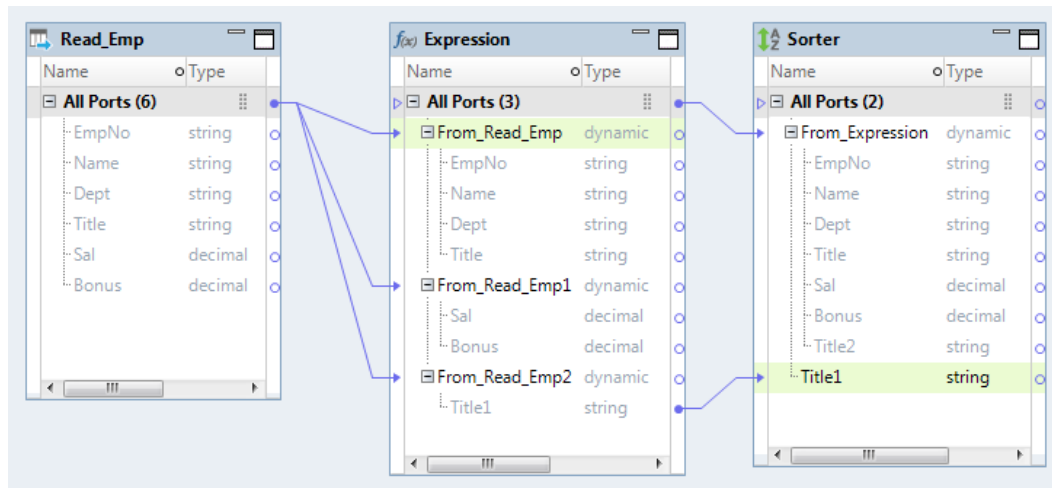 Read_Emp
Name Type
All Ports (6)
EmpNo string
Name string
Dept string
Title string
Sal decimal
Bonus decimal
f(x) Expression
Name Type
All Ports (3)
From_Read_Emp dynamic
EmpNo string
Name string
Dept string
Title string
From_Read_Emp1 dynamic
Sal decimal
Bonus decimal
From_Read_Emp2 dynamic
Title1 string
A Z Sorter
Name Type
All Ports (2)
From_Expression dynamic
EmpNo string
Name string
Dept string
Title string
Sal decimal
Bonus decimal
Title2 string
Title1 string